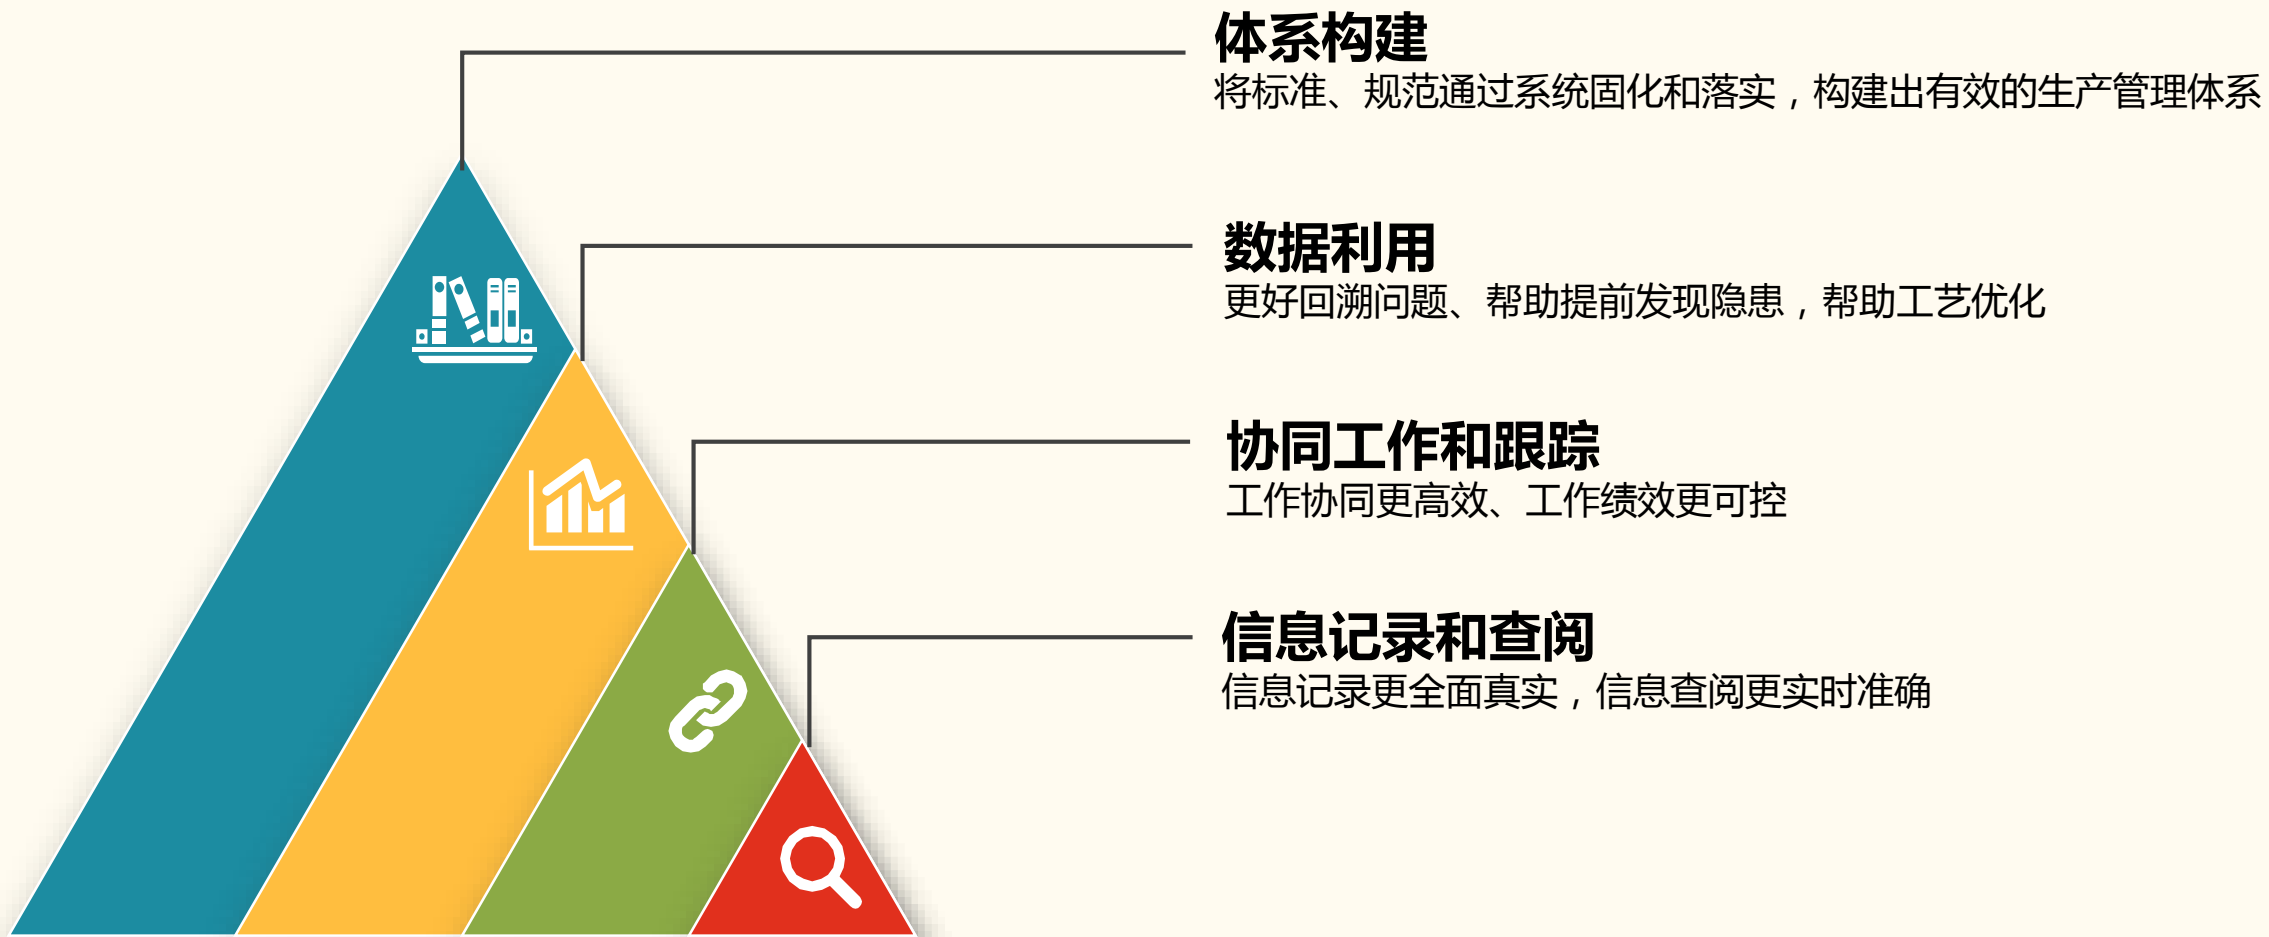 体系构建
将标准、规范通过系统固化和落实，构建出有效的生产管理体系
数据利用
更好回溯问题、帮助提前发现隐患，帮助工艺优化
协同工作和跟踪
工作协同更高效、工作绩效更可控
信息记录和查阅
信息记录更全面真实，信息查阅更实时准确